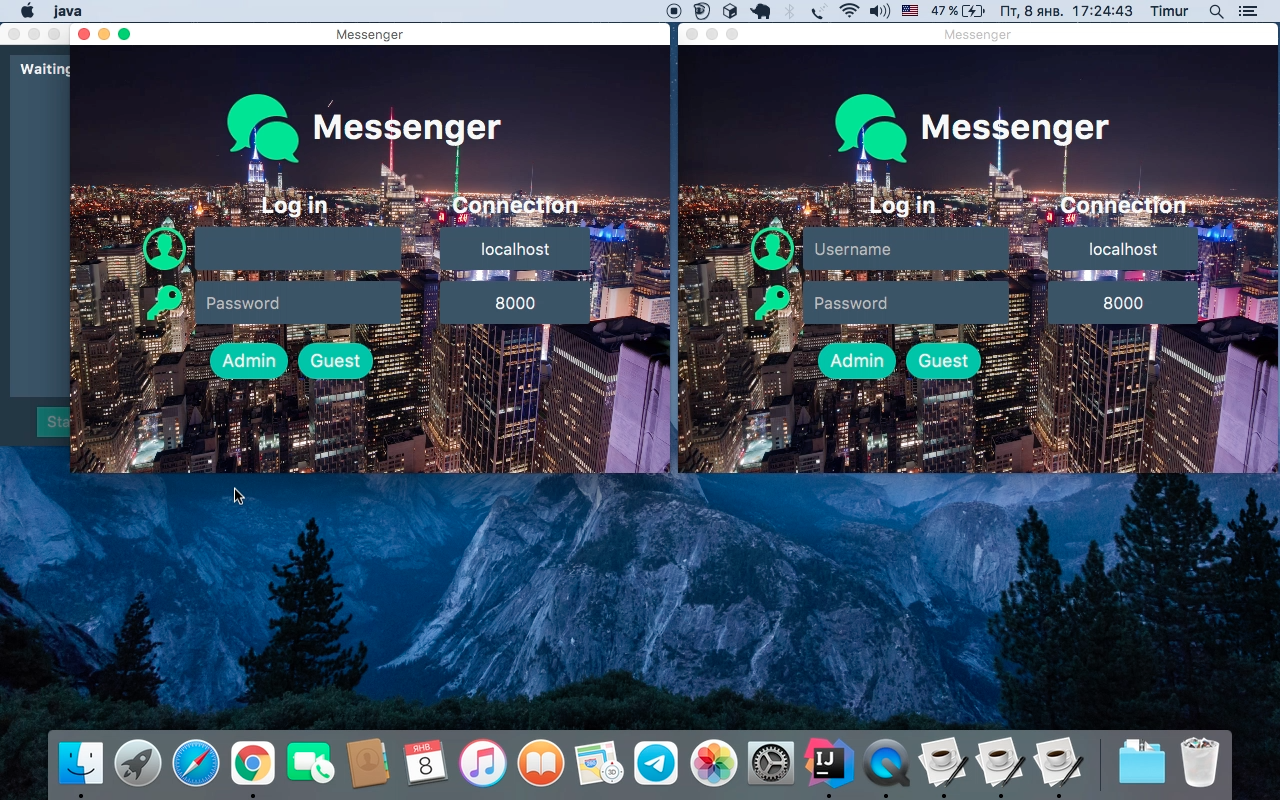 java
47 %
Пт, 8 янв. 17:24:43
Timur
Messenger
Messenger
Waiting
Messenger
Log in
Connection
localhost
Password
8000
Admin
Guest
Messenger
Log in
Connection
Username
localhost
Password
8000
Admin
Guest
Sta
ЯНВ.
8
3D
IJ